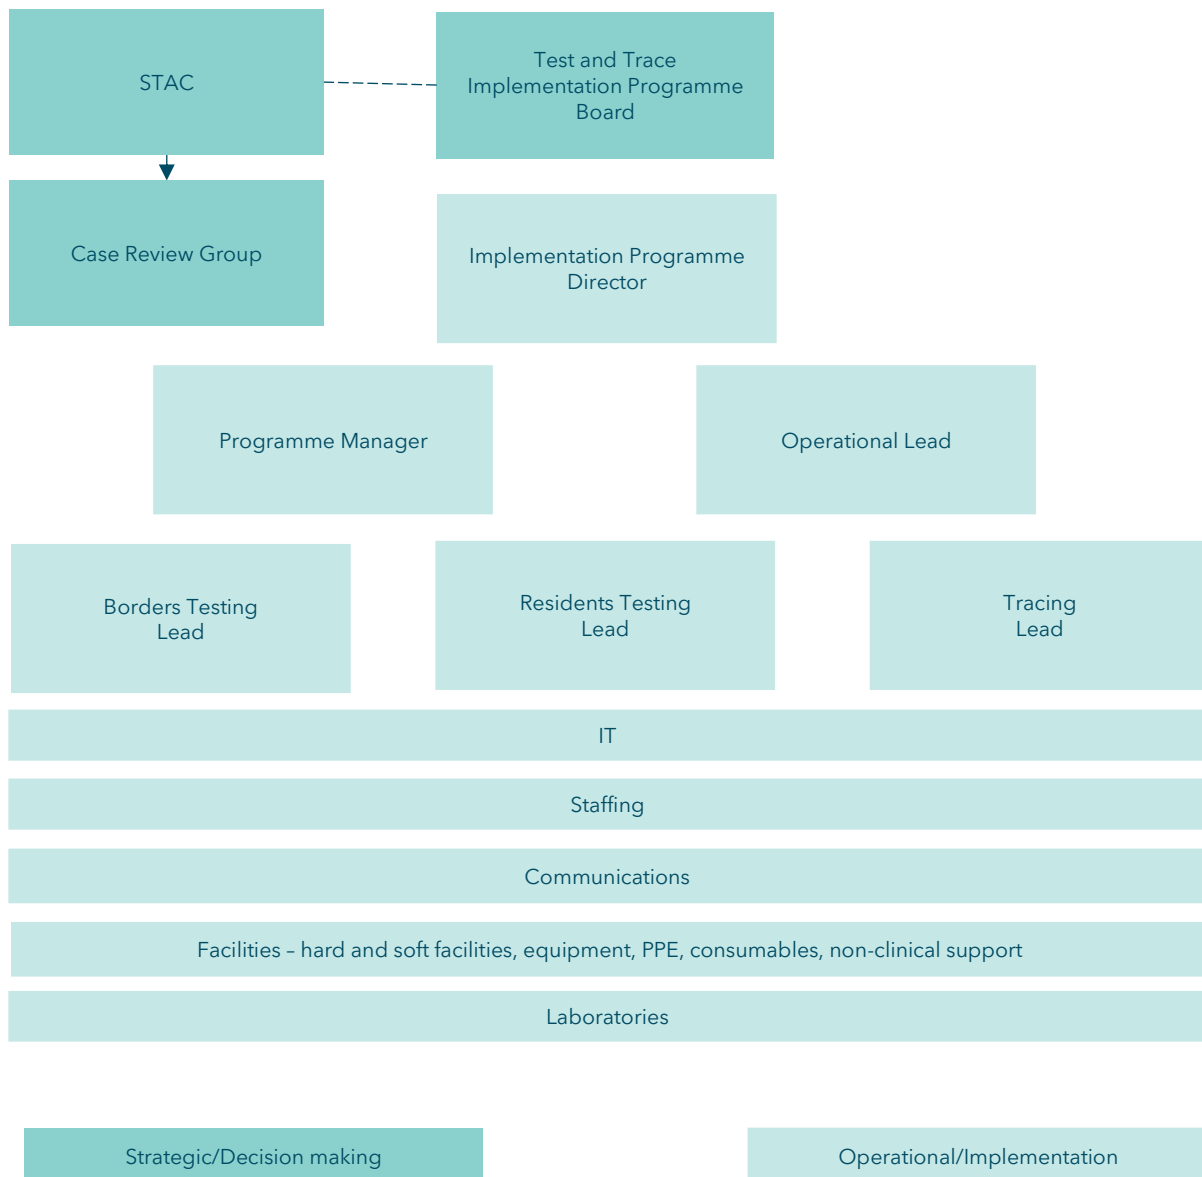 STAC
Test and Trace
Implementation Programme
Board
Case Review Group
Implementation Programme
Director
Programme Manager
Operational Lead
Borders Testing
Lead
Residents Testing
Lead
Tracing
Lead
IT
Staffing
Communications
Facilities – hard and soft facilities, equipment, PPE, consumables, non-clinical support
Laboratories
Strategic/Decision making
Operational/Implementation